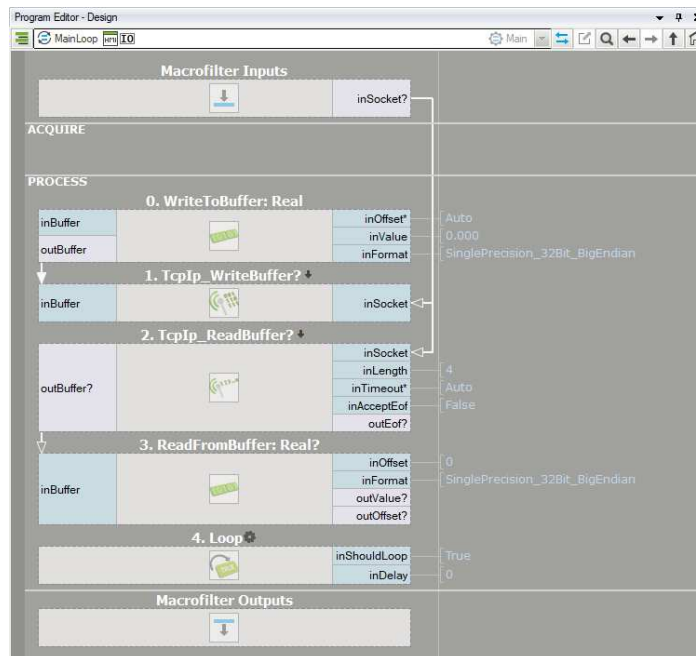 Program Editor - Design
MainLoop HMI IO Main
Macrofilter Inputs
inSocket?
ACQUIRE
PROCESS
0. WriteToBuffer: Real
inBuffer
outBuffer
inOffset* Auto
inValue 0.000
inFormat SinglePrecision_32Bit_BigEndian
1. TcpIp_WriteBuffer?
inBuffer
inSocket
2. TcpIp_ReadBuffer?
outBuffer?
inSocket
inLength 4
inTimeout* Auto
inAcceptEof False
outEof?
3. ReadFromBuffer: Real?
inBuffer
inOffset 0
inFormat SinglePrecision_32Bit_BigEndian
outValue?
outOffset?
4. Loop
inShouldLoop True
inDelay 0
Macrofilter Outputs